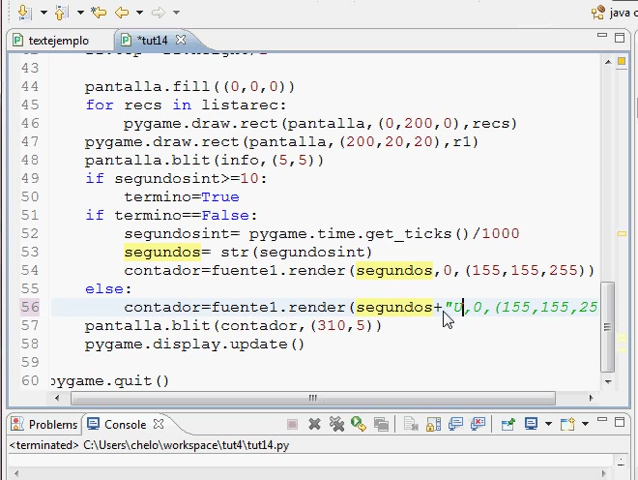 java c
textejemplo
*tut14
43
44 pantalla.fill((0,0,0))
45 for recs in listarec:
46 pygame.draw.rect(pantalla,(0,200,0),recs)
47 pygame.draw.rect(pantalla,(200,20,20),r1)
48 pantalla.blit(info,(5,5))
49 if segundosint>=10:
50 termino=True
51 if termino==False:
52 segundosint= pygame.time.get_ticks()/1000
53 segundos= str(segundosint)
54 contador=fuente1.render(segundos,0,(155,155,255))
55 else:
56 contador=fuente1.render(segundos+"U,0,(155,155,25
57 pantalla.blit(contador,(310,5))
58 pygame.display.update()
59
60 pygame.quit()
Problems
Console
<terminated> C:\Users\chelo\workspace\tut4\tut14.py